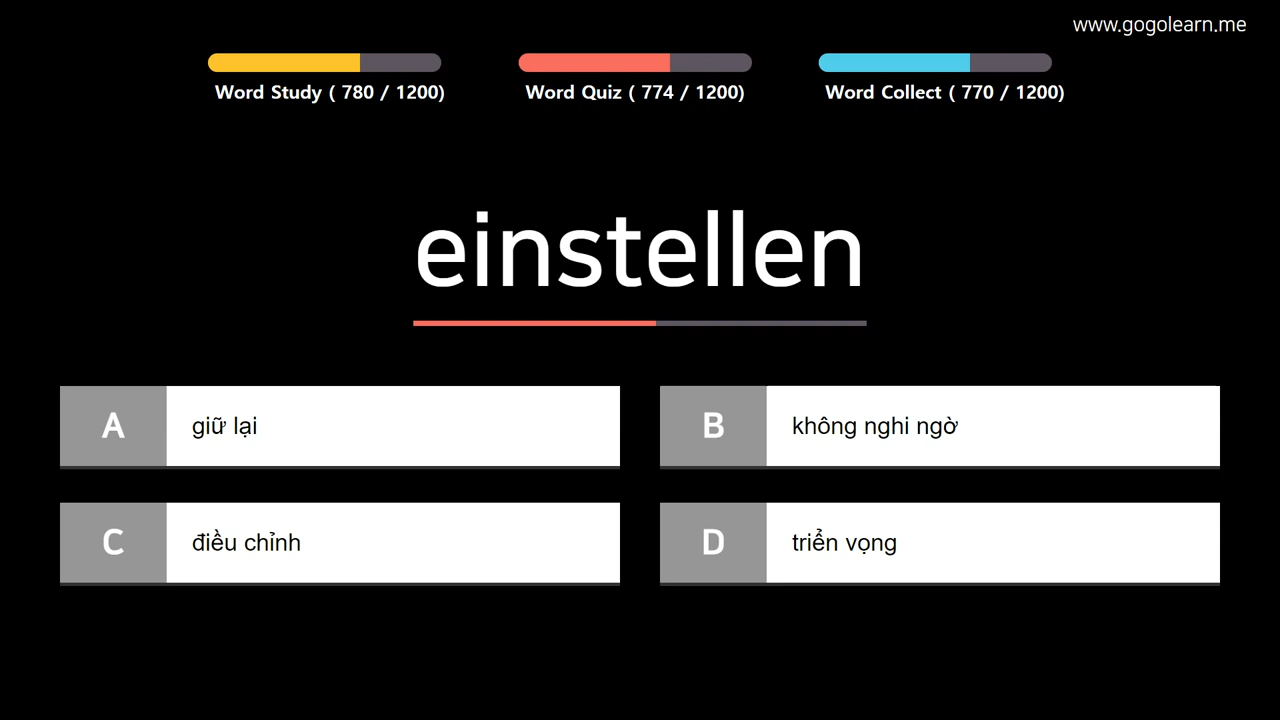 www.gogolearn.me
Word Study ( 780 / 1200)
Word Quiz ( 774 / 1200)
Word Collect ( 770 / 1200)
einstellen
A giữ lại
B không nghi ngờ
C điều chỉnh
D triển vọng